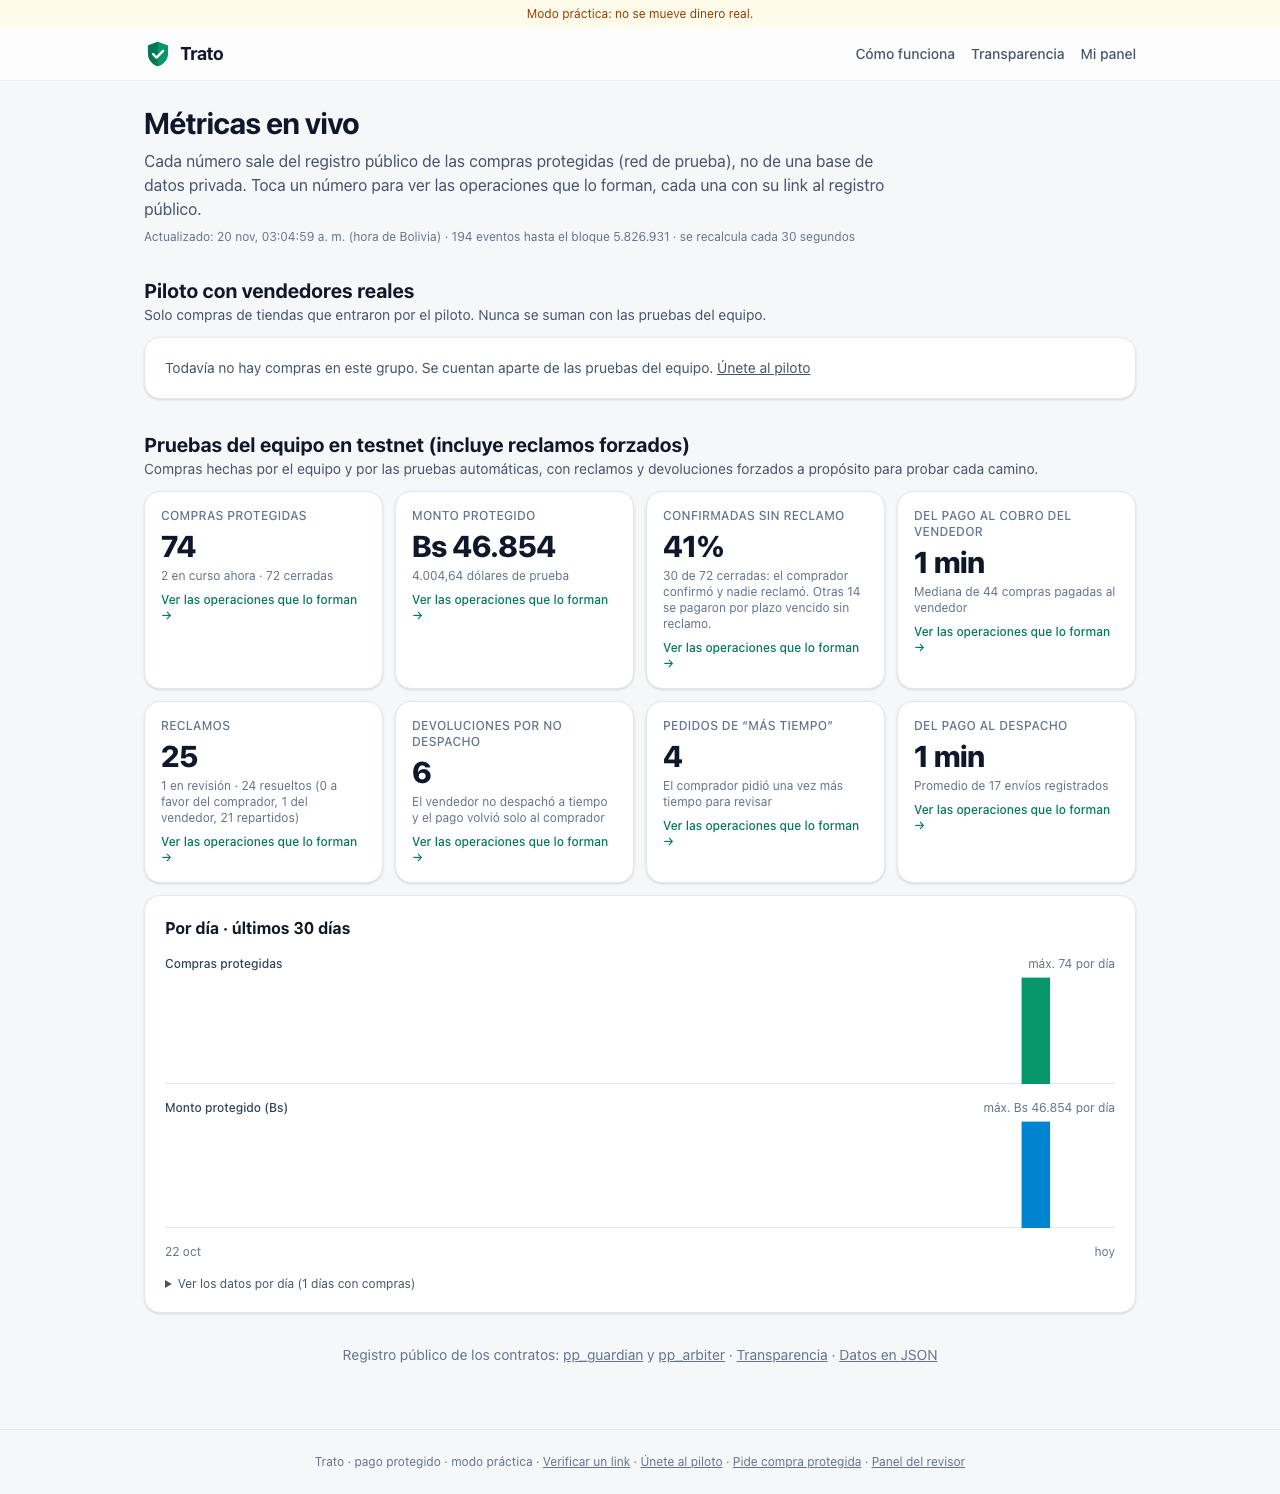 Modo práctica: no se mueve dinero real.
Trato
Cómo funciona
Transparencia
Mi panel
Métricas en vivo
Cada número sale del registro público de las compras protegidas (red de prueba), no de una base de
datos privada. Toca un número para ver las operaciones que lo forman, cada una con su link al registro
público.
Actualizado: 20 nov, 03:04:59 a. m. (hora de Bolivia) · 194 eventos hasta el bloque 5.826.931 · se recalcula cada 30 segundos
Piloto con vendedores reales
Solo compras de tiendas que entraron por el piloto. Nunca se suman con las pruebas del equipo.
Todavía no hay compras en este grupo. Se cuentan aparte de las pruebas del equipo. Únete al piloto
Pruebas del equipo en testnet (incluye reclamos forzados)
Compras hechas por el equipo y por las pruebas automáticas, con reclamos y devoluciones forzados a propósito para probar cada camino.
COMPRAS PROTEGIDAS
74
2 en curso ahora · 72 cerradas
Ver las operaciones que lo forman
→
MONTO PROTEGIDO
Bs 46.854
4.004,64 dólares de prueba
Ver las operaciones que lo forman
→
CONFIRMADAS SIN RECLAMO
41%
30 de 72 cerradas: el comprador
confirmó y nadie reclamó. Otras 14
se pagaron por plazo vencido sin
reclamo.
Ver las operaciones que lo forman
→
DEL PAGO AL COBRO DEL
VENDEDOR
1 min
Mediana de 44 compras pagadas al
vendedor
Ver las operaciones que lo forman
→
RECLAMOS
25
1 en revisión · 24 resueltos (0 a
favor del comprador, 1 del
vendedor, 21 repartidos)
Ver las operaciones que lo forman
→
DEVOLUCIONES POR NO
DESPACHO
6
El vendedor no despachó a tiempo
y el pago volvió solo al comprador
Ver las operaciones que lo forman
→
PEDIDOS DE “MÁS TIEMPO”
4
El comprador pidió una vez más
tiempo para revisar
Ver las operaciones que lo forman
→
DEL PAGO AL DESPACHO
1 min
Promedio de 17 envíos registrados
Ver las operaciones que lo forman
→
Por día · últimos 30 días
Compras protegidas
máx. 74 por día
Monto protegido (Bs)
máx. Bs 46.854 por día
22 oct
hoy
Ver los datos por día (1 días con compras)
Registro público de los contratos: pp_guardian y pp_arbiter · Transparencia · Datos en JSON
Trato · pago protegido · modo práctica · Verificar un link · Únete al piloto · Pide compra protegida · Panel del revisor